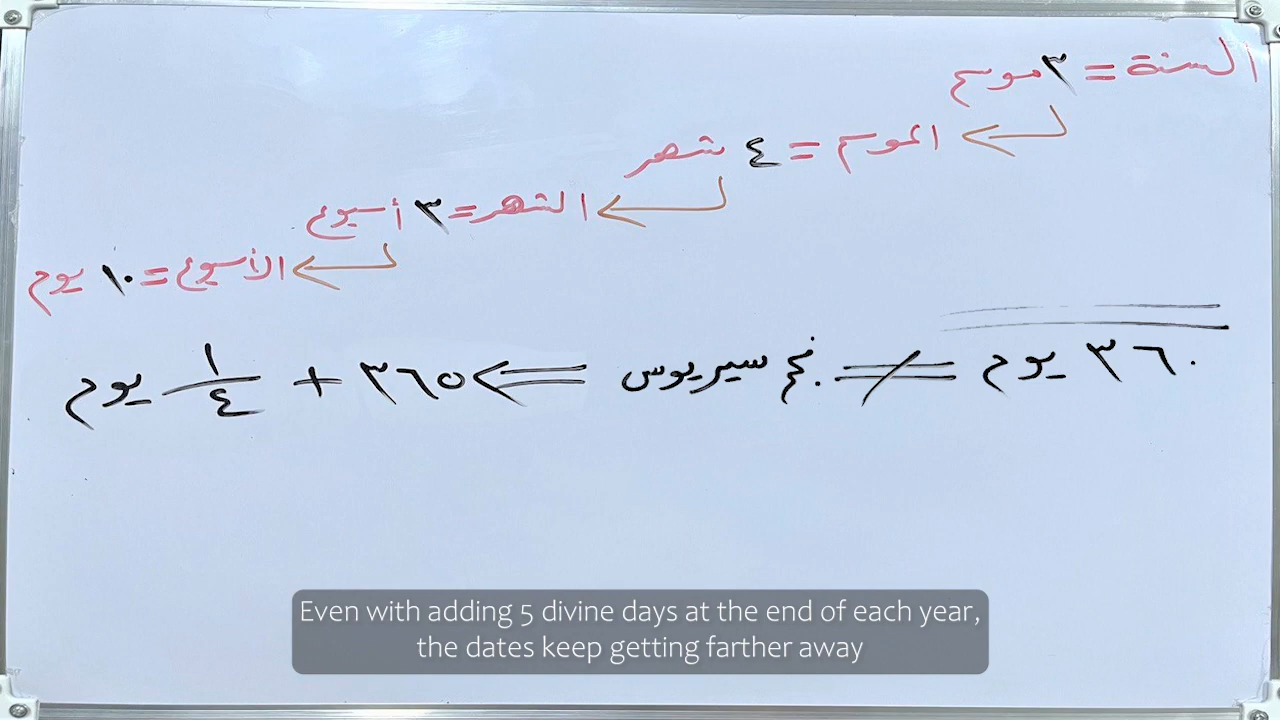 السنة = ٣ موسم
الموسم = ٤ شهر
الشهر = ٣ أسبوع
الأسبوع = ١٠ يوم
٣٦٠ يوم ≠ نجم سيريوس ⇐ ٣٦٥ + ١/٤ يوم
Even with adding 5 divine days at the end of each year,
the dates keep getting farther away